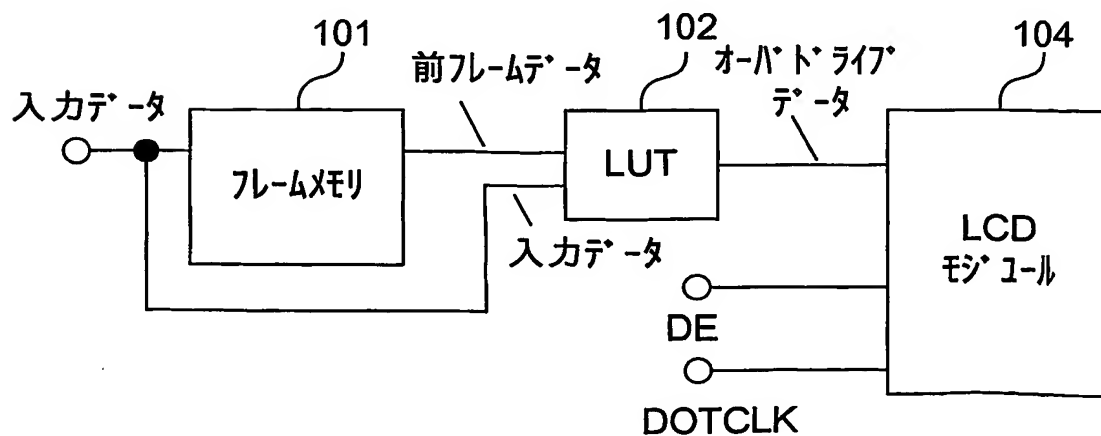 101
102
104
入力データ
前フレームデータ
オーバドライブ
データ
フレームメモリ
LUT
入力データ
LCD
モジュール
DE
DOTCLK